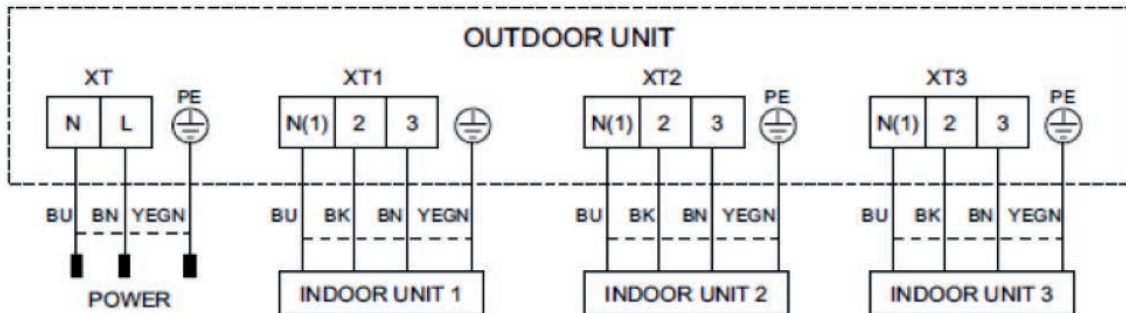 OUTDOOR UNIT
XT XT1 XT2 XT3
PE PE PE
N L N(1) 2 3 N(1) 2 3 N(1) 2 3
BU BN YEGN BU BK BN YEGN BU BK BN YEGN BU BK BN YEGN
POWER INDOOR UNIT 1 INDOOR UNIT 2 INDOOR UNIT 3